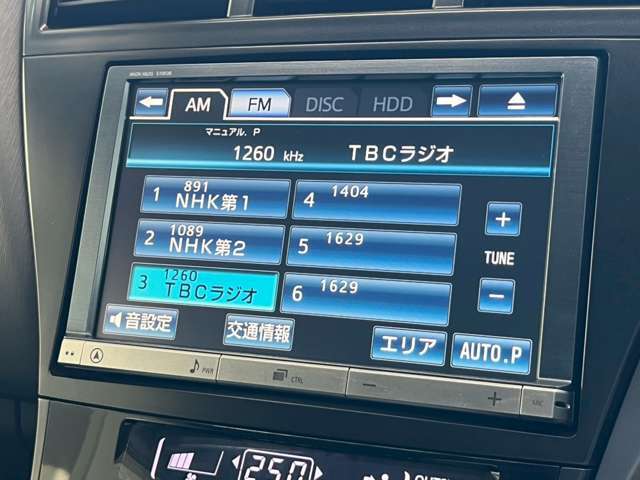 AM FM DISC HDD
マニュアル. P
1260 kHz TBCラジオ
1 891 NHK第1
4 1404
2 1089 NHK第2
5 1629
3 1260 TBCラジオ
6 1629
+
TUNE
−
音設定
交通情報
エリア
AUTO.P
PWR
CTRL
− +
MIC
250